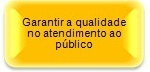 Garantir a qualidade
no atendimento ao
público